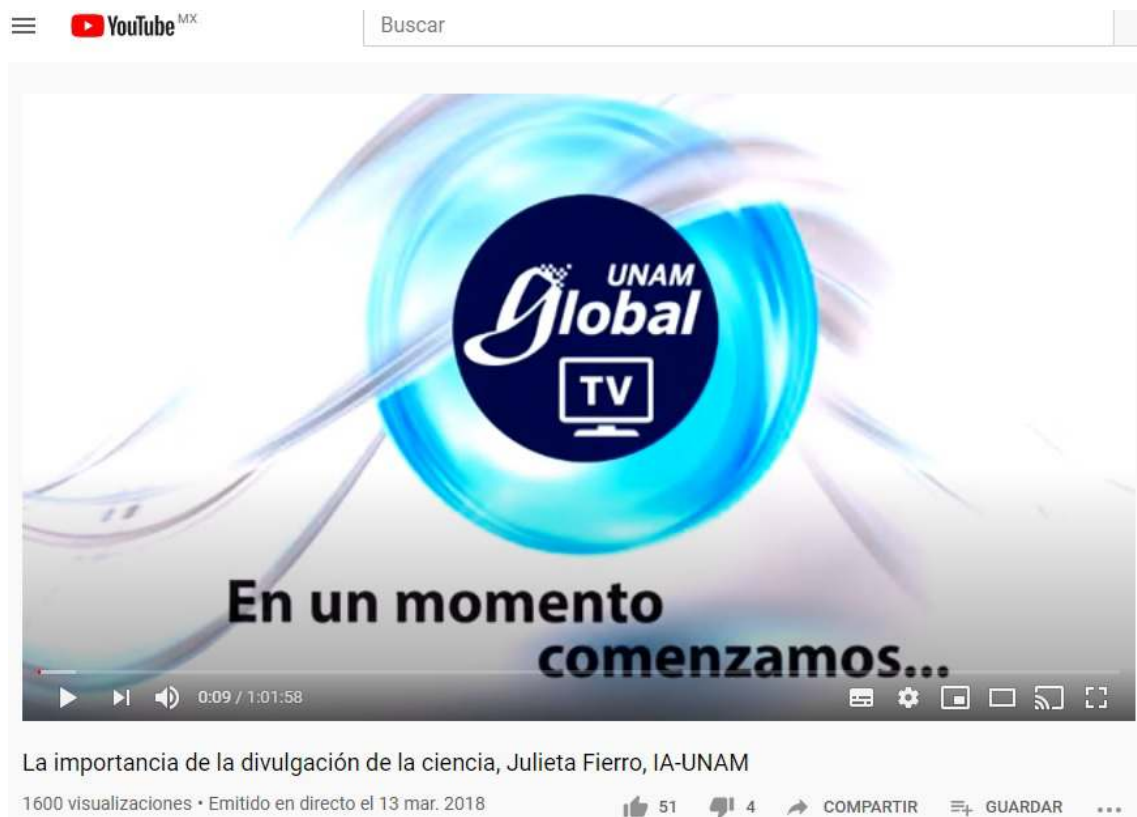 YouTube MX
Buscar
UNAM
Global
TV
En un momento
comenzamos...
0:09 / 1:01:58
La importancia de la divulgación de la ciencia, Julieta Fierro, IA-UNAM
1600 visualizaciones • Emitido en directo el 13 mar. 2018
51 4 COMPARTIR GUARDAR ...